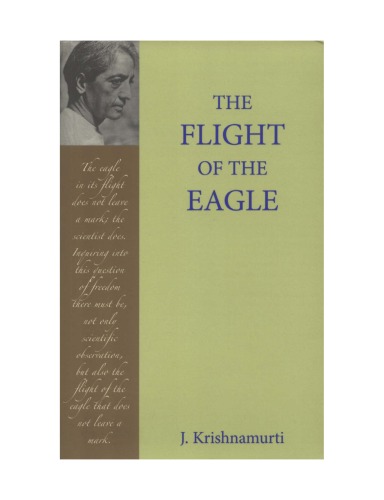 THE
FLIGHT
OF THE
EAGLE
The eagle
in its flight
does not leave
a mark; the
scientist does.
Inquiring into
this question
of freedom
there must be,
not only
scientific
observation,
but also the
flight of the
eagle that does
not leave a
mark.
J. Krishnamurti